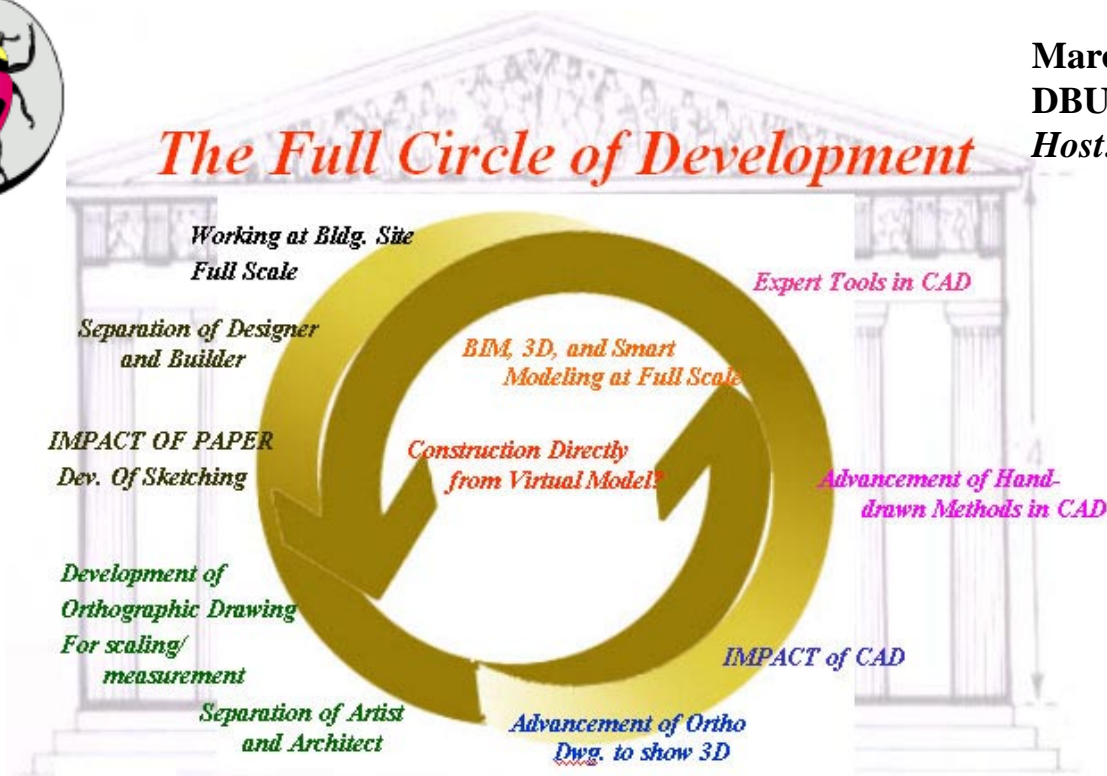 DBU
The Full Circle of Development
Working at Bldg. Site
Full Scale
Separation of Designer
and Builder
IMPACT OF PAPER
Dev. Of Sketching
Development of
Orthographic Drawing
For scaling/
measurement
Separation of Artist
and Architect
Advancement of Ortho
Dwg. to show 3D
IMPACT of CAD
Advancement of Hand-
drawn Methods in CAD
Expert Tools in CAD
BIM, 3D, and Smart
Modeling at Full Scale
Construction Directly
from Virtual Model?